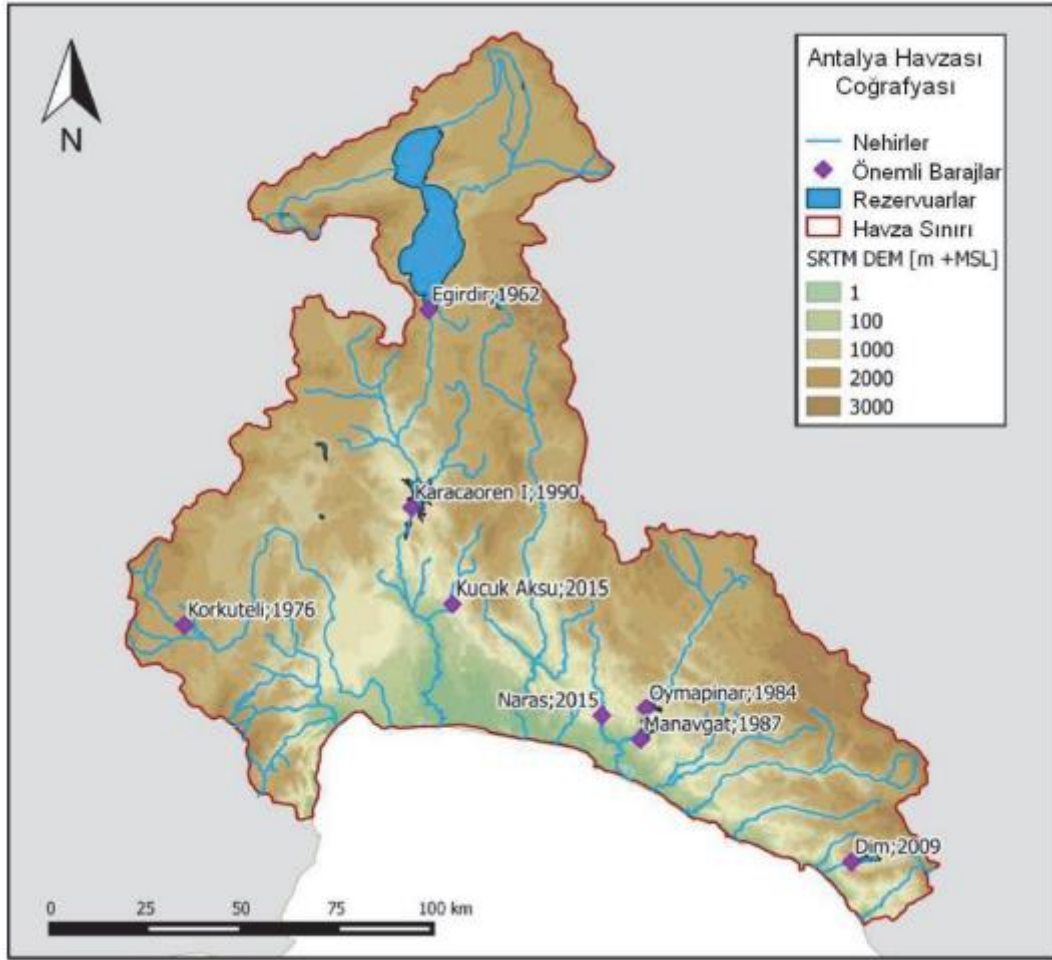 N
Antalya Havzası
Coğrafyası
Nehirler
Önemli Barajlar
Rezervuarlar
Havza Sınırı
SRTM DEM [m +MSL]
1
100
1000
2000
3000
Egirdir;1962
Karacaoren I;1990
Kucuk Aksu;2015
Korkuteli;1976
Oymapinar;1984
Naras;2015
Manavgat;1987
Dim;2009
0 25 50 75 100 km